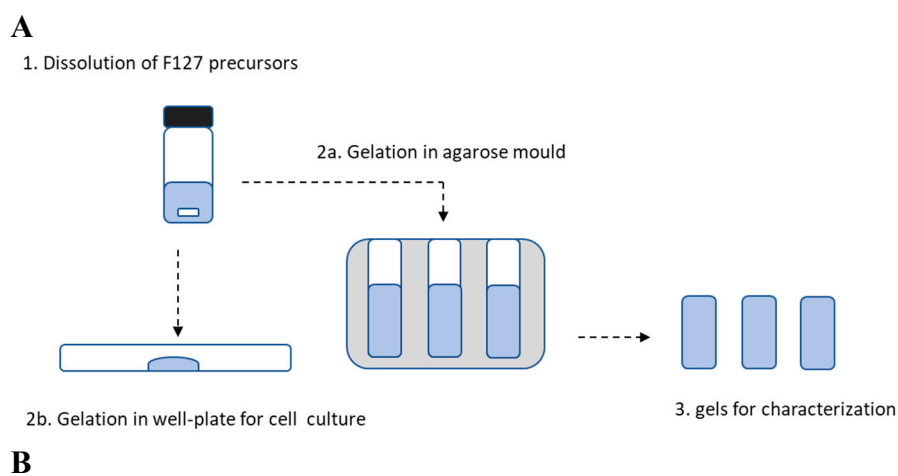 A
1. Dissolution of F127 precursors
2a. Gelation in agarose mould
2b. Gelation in well-plate for cell culture
3. gels for characterization
B